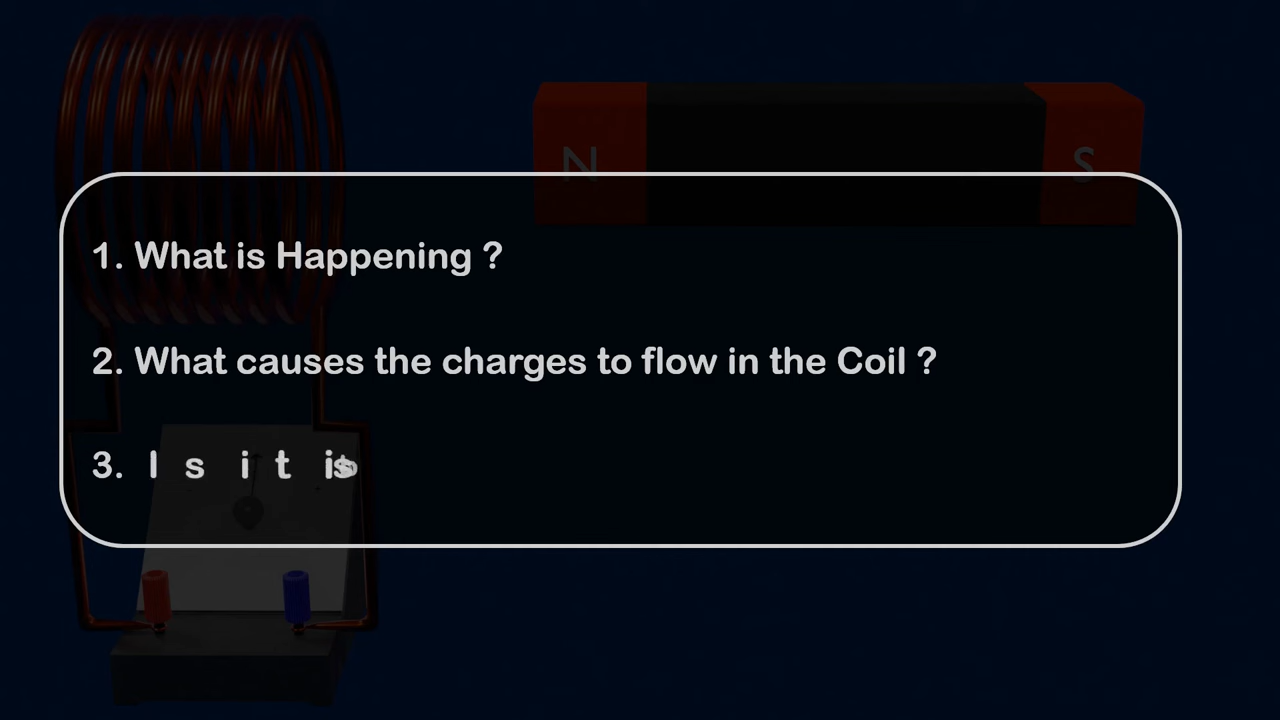 N S
1. What is Happening ?
2. What causes the charges to flow in the Coil ?
3. I s i t